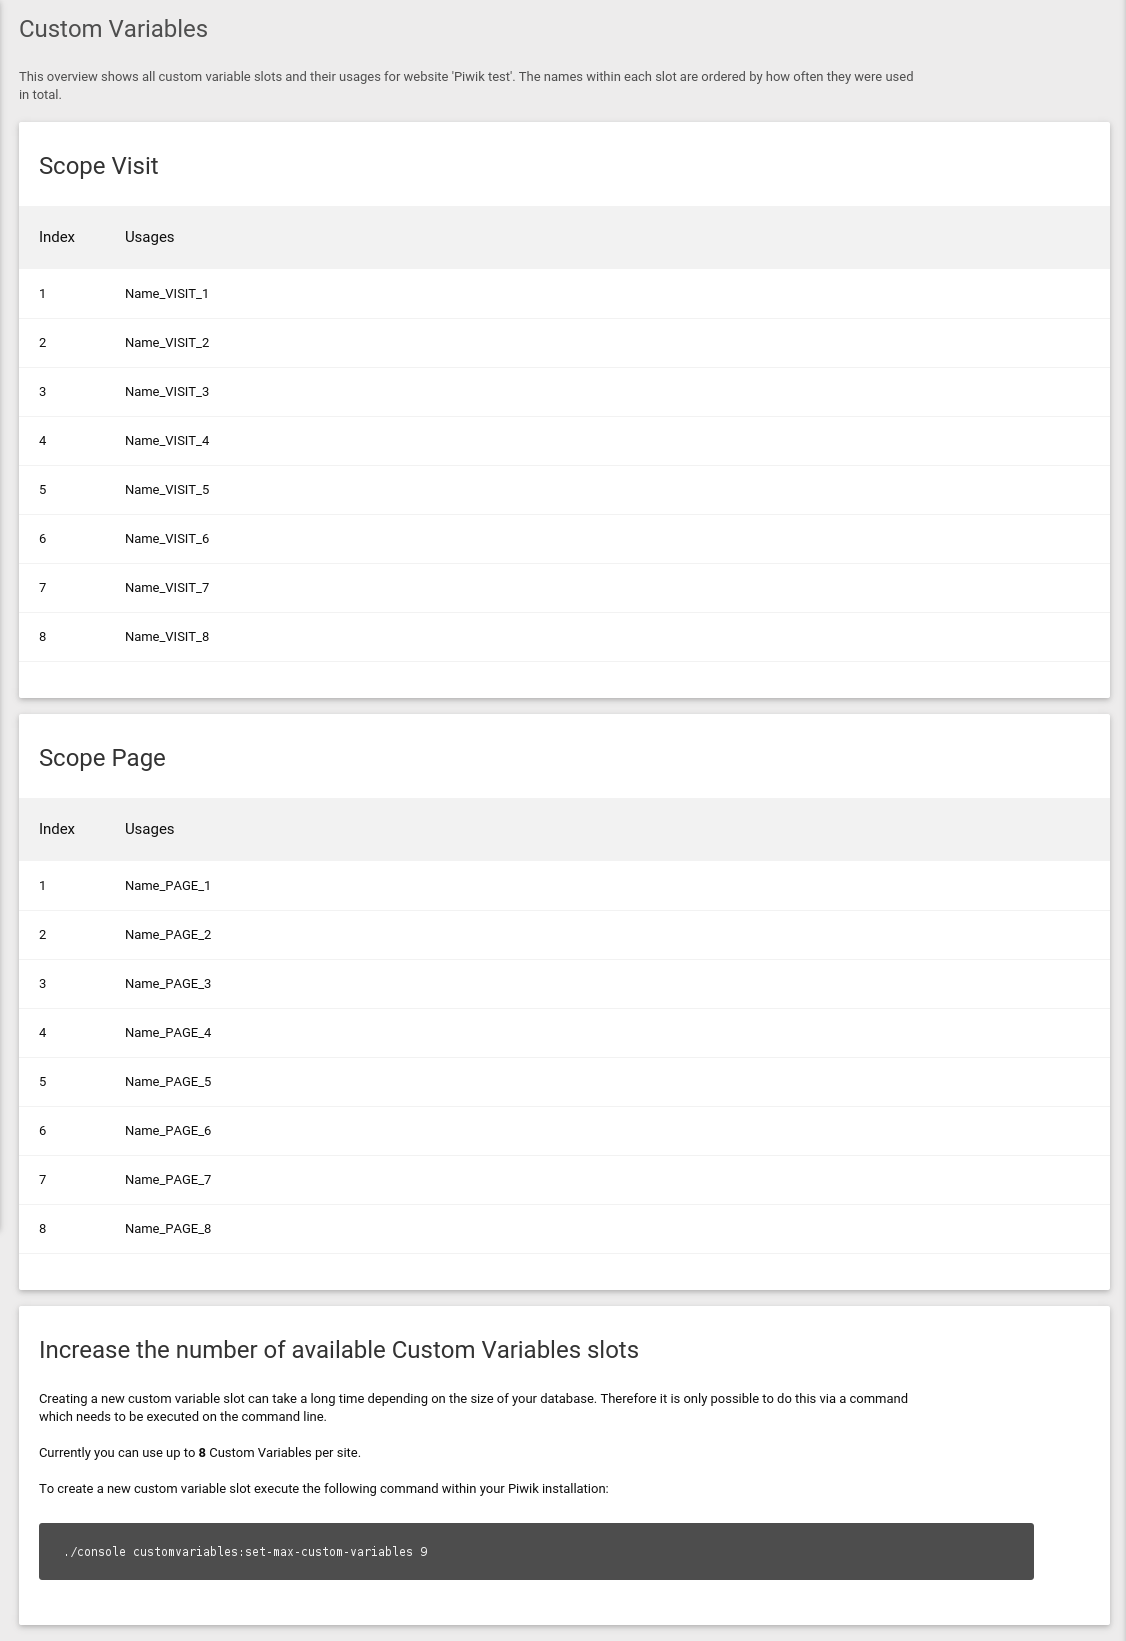 Custom Variables
This overview shows all custom variable slots and their usages for website 'Piwik test'. The names within each slot are ordered by how often they were used
in total.
Scope Visit
Index Usages
1 Name_VISIT_1
2 Name_VISIT_2
3 Name_VISIT_3
4 Name_VISIT_4
5 Name_VISIT_5
6 Name_VISIT_6
7 Name_VISIT_7
8 Name_VISIT_8
Scope Page
Index Usages
1 Name_PAGE_1
2 Name_PAGE_2
3 Name_PAGE_3
4 Name_PAGE_4
5 Name_PAGE_5
6 Name_PAGE_6
7 Name_PAGE_7
8 Name_PAGE_8
Increase the number of available Custom Variables slots
Creating a new custom variable slot can take a long time depending on the size of your database. Therefore it is only possible to do this via a command
which needs to be executed on the command line.
Currently you can use up to 8 Custom Variables per site.
To create a new custom variable slot execute the following command within your Piwik installation:
./console customvariables:set-max-custom-variables 9